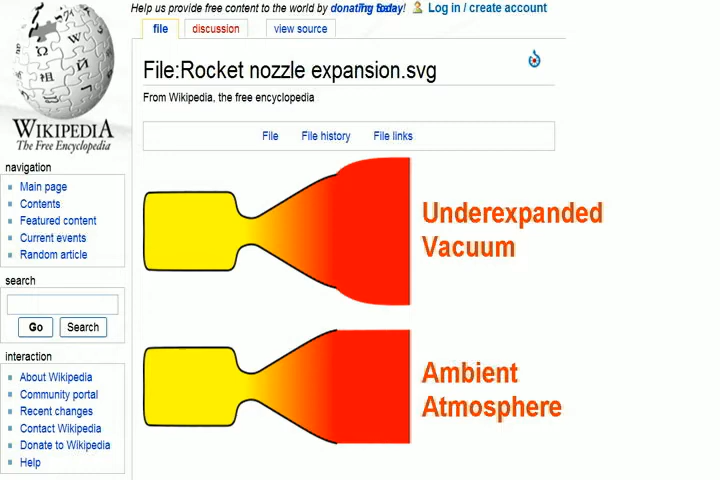 Help us provide free content to the world by donating today!
Log in / create account
file
discussion
view source
File:Rocket nozzle expansion.svg
From Wikipedia, the free encyclopedia
File
File history
File links
WIKIPEDIA
The Free Encyclopedia
navigation
Main page
Contents
Featured content
Current events
Random article
search
Go
Search
interaction
About Wikipedia
Community portal
Recent changes
Contact Wikipedia
Donate to Wikipedia
Help
Underexpanded
Vacuum
Ambient
Atmosphere